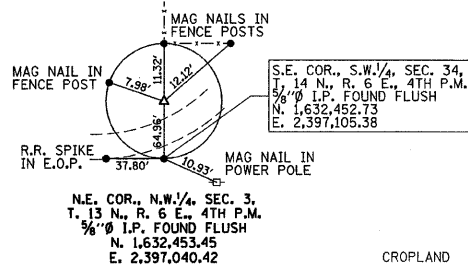 MAG NAILS IN
FENCE POSTS
11.32'
12.12'
MAG NAIL IN
FENCE POST
7.98'
S.E. COR., S.W.¼, SEC. 34,
T. 14 N., R. 6 E., 4TH P.M.
⅝"Ø I.P. FOUND FLUSH
N. 1,632,452.73
E. 2,397,105.38
64.96'
R.R. SPIKE
IN E.O.P.
37.80'
10.93'
MAG NAIL IN
POWER POLE
N.E. COR., N.W.¼, SEC. 3,
T. 13 N., R. 6 E., 4TH P.M.
⅝"Ø I.P. FOUND FLUSH
N. 1,632,453.45
E. 2,397,040.42
CROPLAND